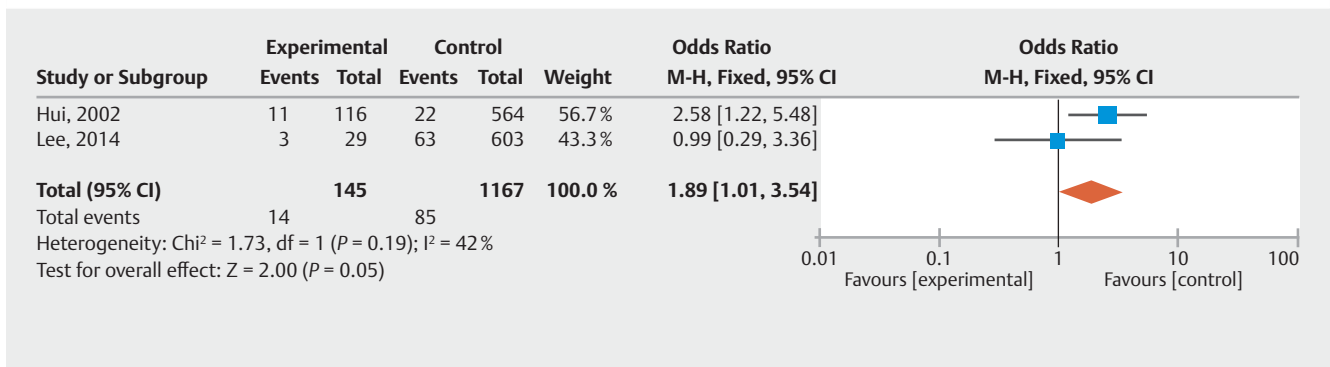 Experimental Control Odds Ratio Odds Ratio
Study or Subgroup Events Total Events Total Weight M-H, Fixed, 95% CI M-H, Fixed, 95% CI
Hui, 2002 11 116 22 564 56.7% 2.58 [1.22, 5.48]
Lee, 2014 3 29 63 603 43.3% 0.99 [0.29, 3.36]
Total (95% CI) 145 1167 100.0 % 1.89 [1.01, 3.54]
Total events 14 85
Heterogeneity: Chi² = 1.73, df = 1 (P = 0.19); I² = 42%
Test for overall effect: Z = 2.00 (P = 0.05)
0.01 0.1 1 10 100
Favours [experimental] Favours [control]